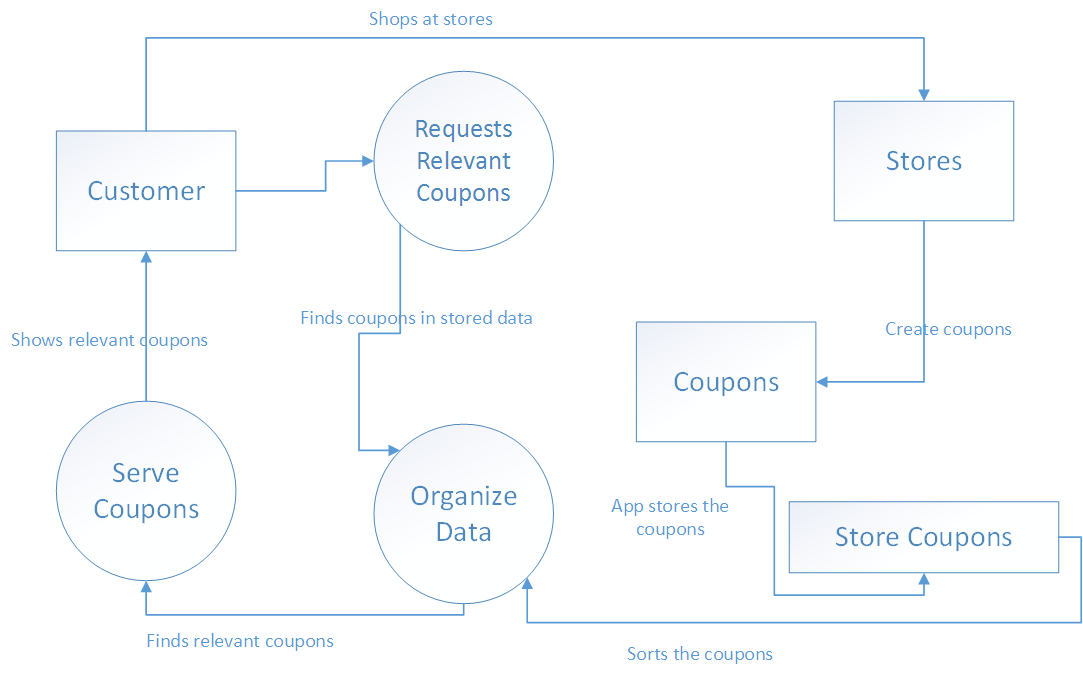 Shops at stores
Requests
Relevant
Coupons
Customer
Stores
Finds coupons in stored data
Create coupons
Shows relevant coupons
Coupons
Serve
Coupons
Organize
Data
App stores the
coupons
Store Coupons
Finds relevant coupons
Sorts the coupons